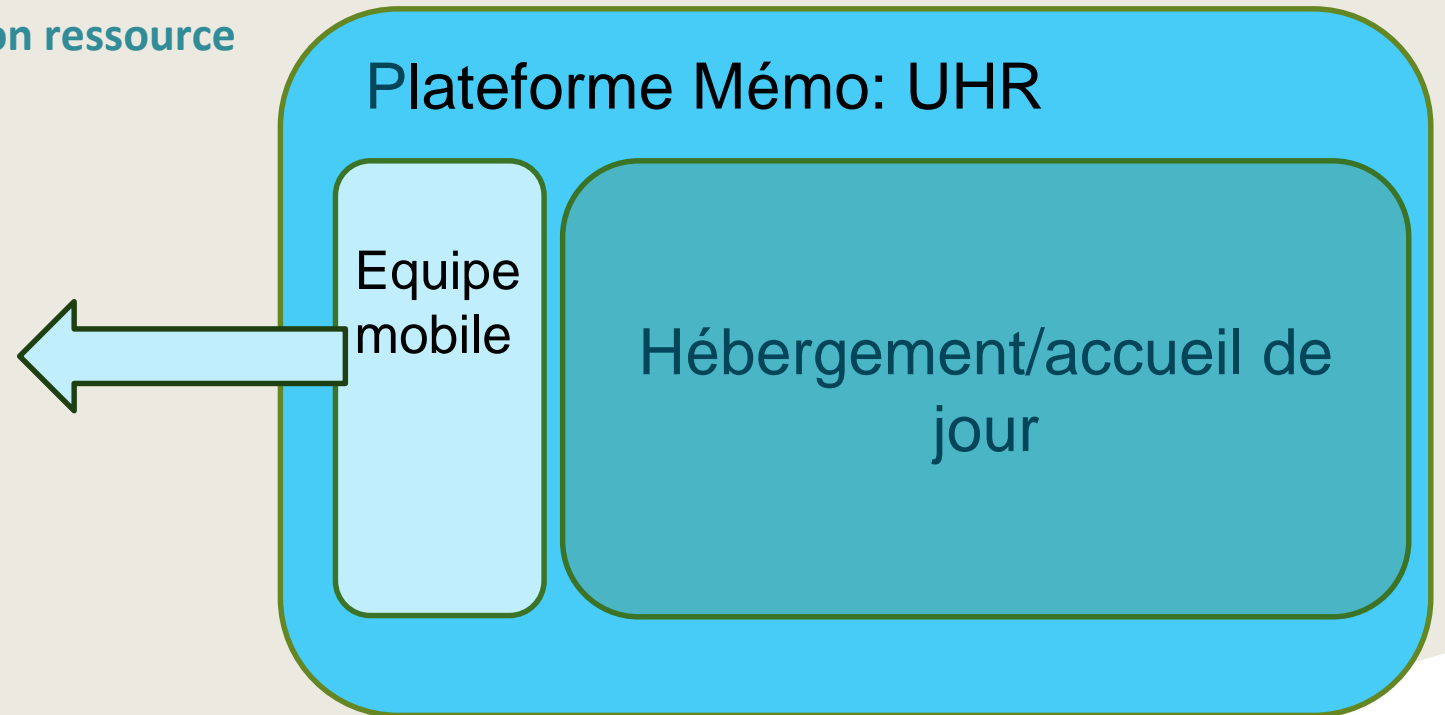 on ressource
Plateforme Mémo: UHR
Equipe
mobile
Hébergement/accueil de
jour